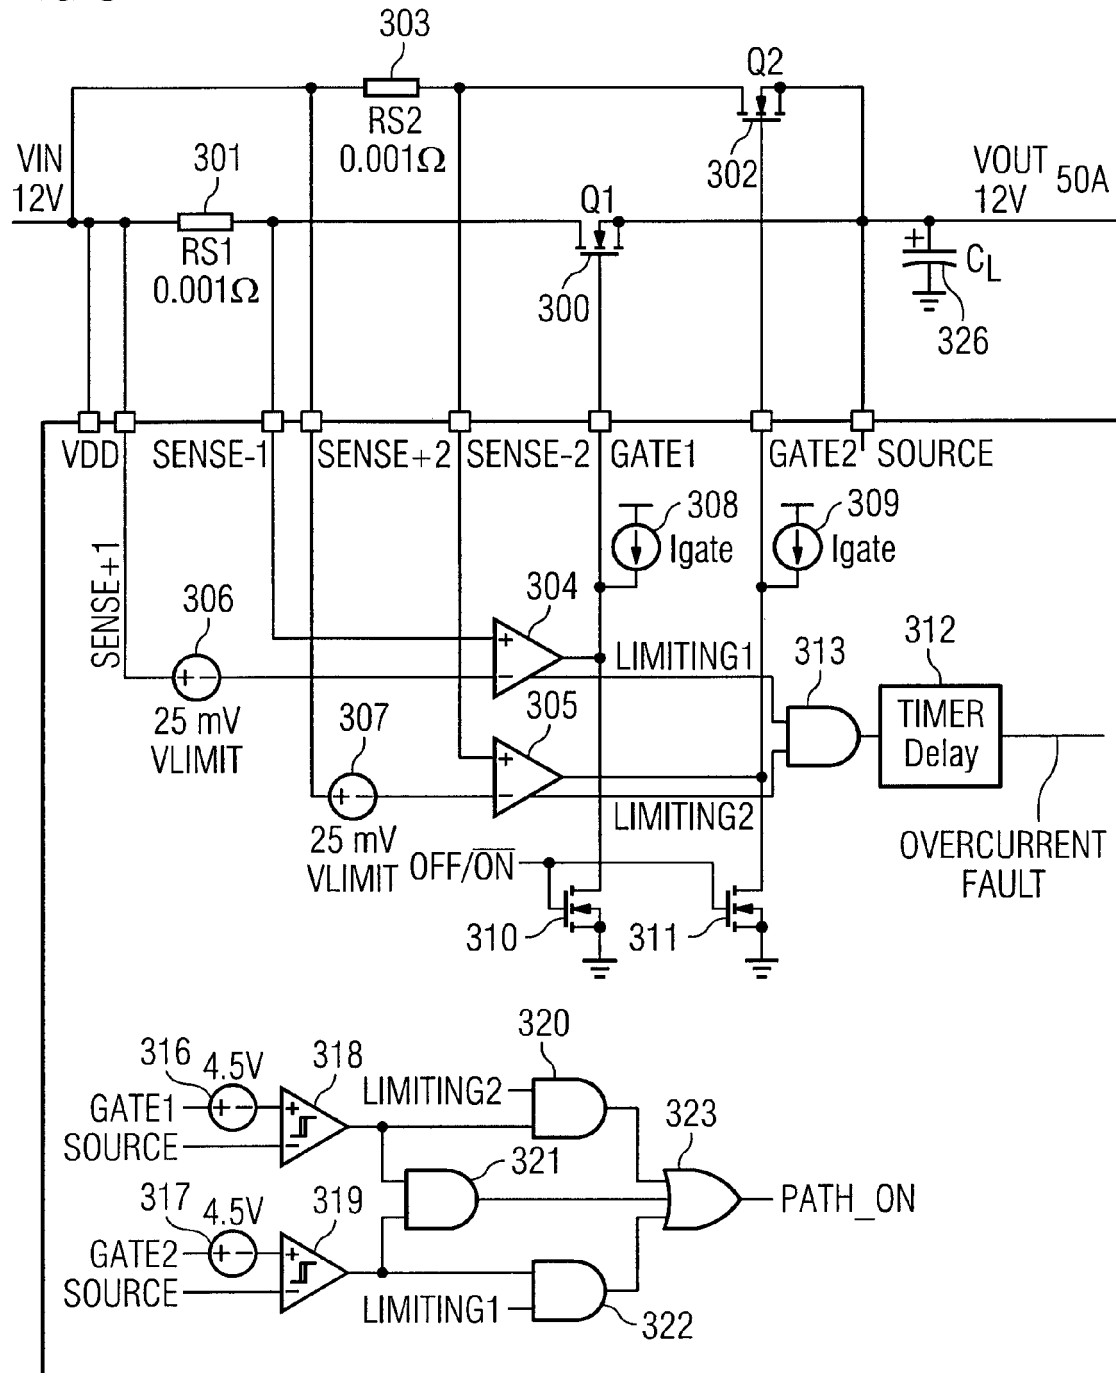 303
Q2
RS2
0.001Ω
302
VIN
12V
301
RS1
0.001Ω
Q1
300
VOUT
12V
50A
+
CL
326
VDD
SENSE-1
SENSE+2
SENSE-2
GATE1
GATE2
SOURCE
SENSE+1
308
Igate
309
Igate
306
+ -
25 mV
VLIMIT
304
+
-
LIMITING1
313
312
TIMER
Delay
307
+ -
25 mV
VLIMIT
305
+
-
LIMITING2
OVERCURRENT
FAULT
OFF/O̅N̅
310
311
316
4.5V
318
GATE1
+ -
+
SOURCE
-
LIMITING2
320
321
323
PATH_ON
317
4.5V
319
GATE2
+ -
+
SOURCE
-
LIMITING1
322